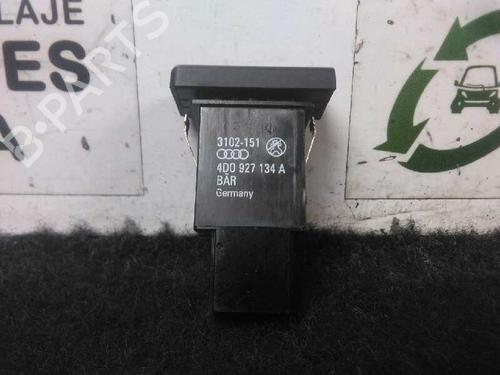 LAJE
ES
A
B-PARTS
3102-151
4D0 927 134 A
BÄR
Germany